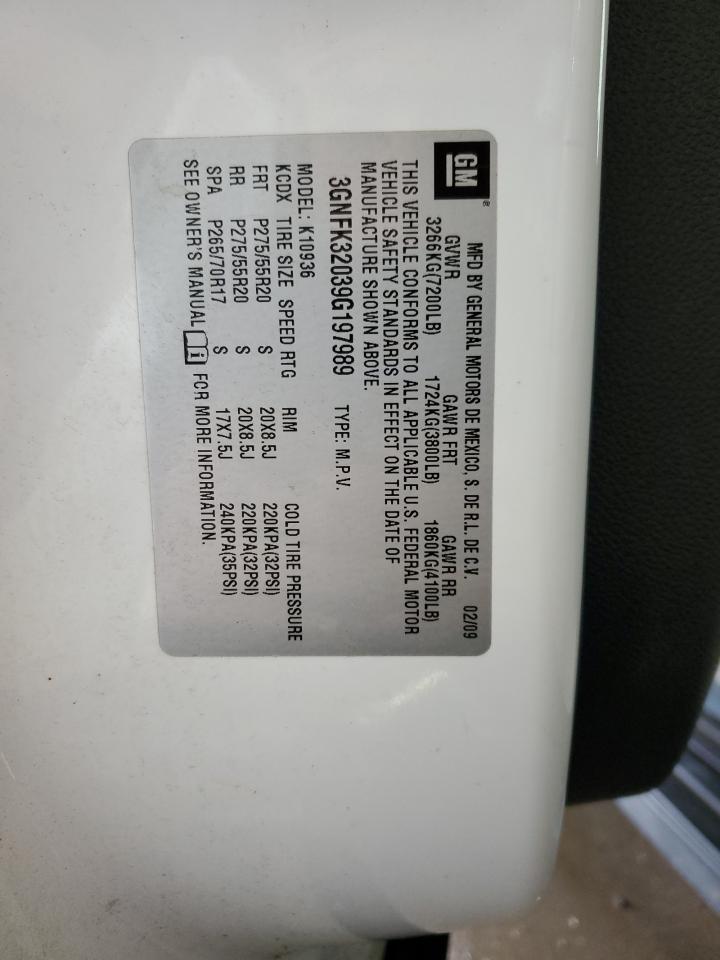 GM®
MFD BY GENERAL MOTORS DE MEXICO, S. DE R.L. DE C.V. 02/09
GVWR GAWR FRT GAWR RR
3266KG(7200LB) 1724KG(3800LB) 1860KG(4100LB)
THIS VEHICLE CONFORMS TO ALL APPLICABLE U.S. FEDERAL MOTOR
VEHICLE SAFETY STANDARDS IN EFFECT ON THE DATE OF
MANUFACTURE SHOWN ABOVE.
3GNFK32039G197989 TYPE: M.P.V.
MODEL: K10936
KCDX TIRE SIZE SPEED RTG RIM COLD TIRE PRESSURE
FRT P275/55R20 S 20X8.5J 220KPA(32PSI)
RR P275/55R20 S 20X8.5J 220KPA(32PSI)
SPA P265/70R17 S 17X7.5J 240KPA(35PSI)
SEE OWNER'S MANUAL FOR MORE INFORMATION.